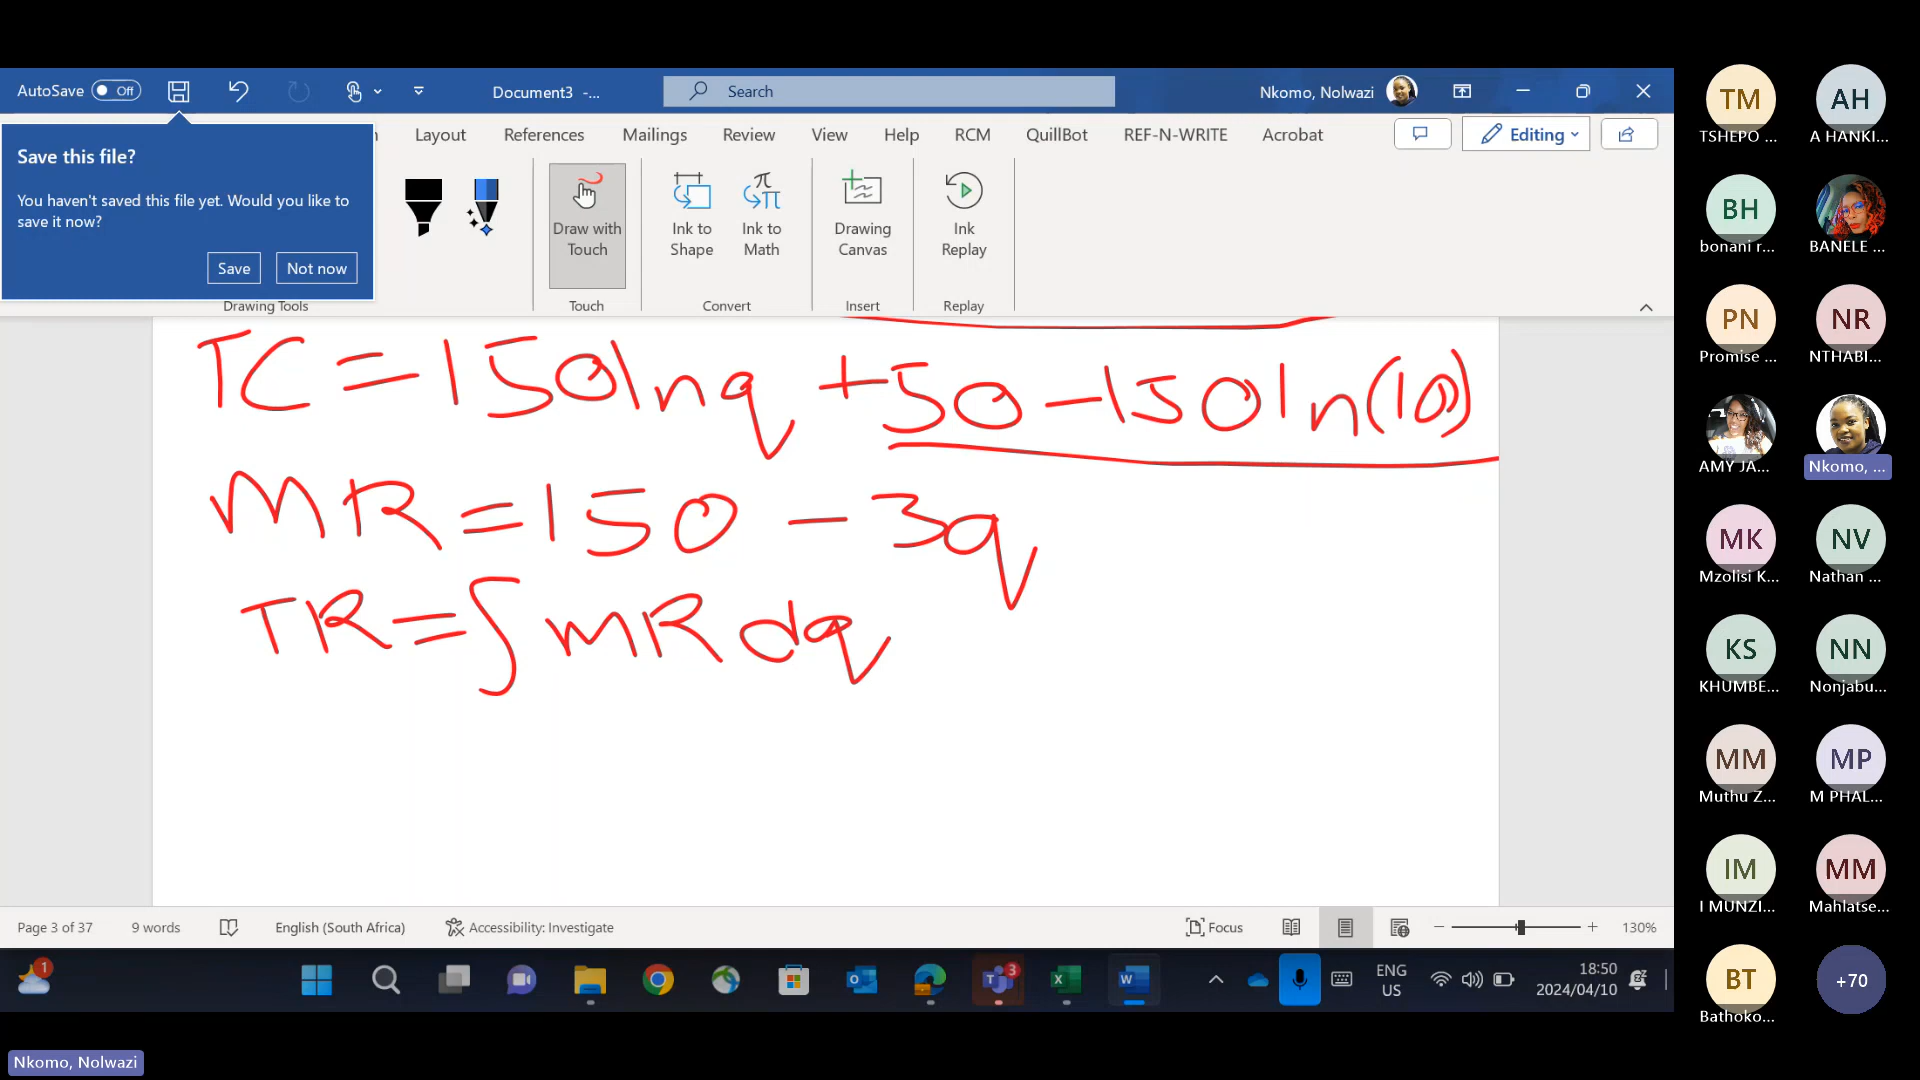 AutoSave Off
Document3 -...
Search
Nkomo, Nolwazi
Save this file?
You haven't saved this file yet. Would you like to
save it now?
Save Not now
Layout References Mailings Review View Help RCM QuillBot REF-N-WRITE Acrobat
Editing
Draw with
Touch
Ink to
Shape
Ink to
Math
Drawing
Canvas
Ink
Replay
Drawing Tools Touch Convert Insert Replay
TC = 150 ln q + 50 - 150 ln(10)
MR = 150 - 3q
TR = ∫ MR dq
Page 3 of 37 9 words English (South Africa) Accessibility: Investigate Focus 130%
1
3
ENG
US
18:50
2024/04/10
TM AH
TSHEPO ... A HANKI...
BH
bonani r... BANELE ...
PN NR
Promise ... NTHABI...
AMY JA... Nkomo, ...
MK NV
Mzolisi K... Nathan ...
KS NN
KHUMBE... Nonjabu...
MM MP
Muthu Z... M PHAL...
IM MM
I MUNZI... Mahlatse...
BT +70
Bathoko...
Nkomo, Nolwazi